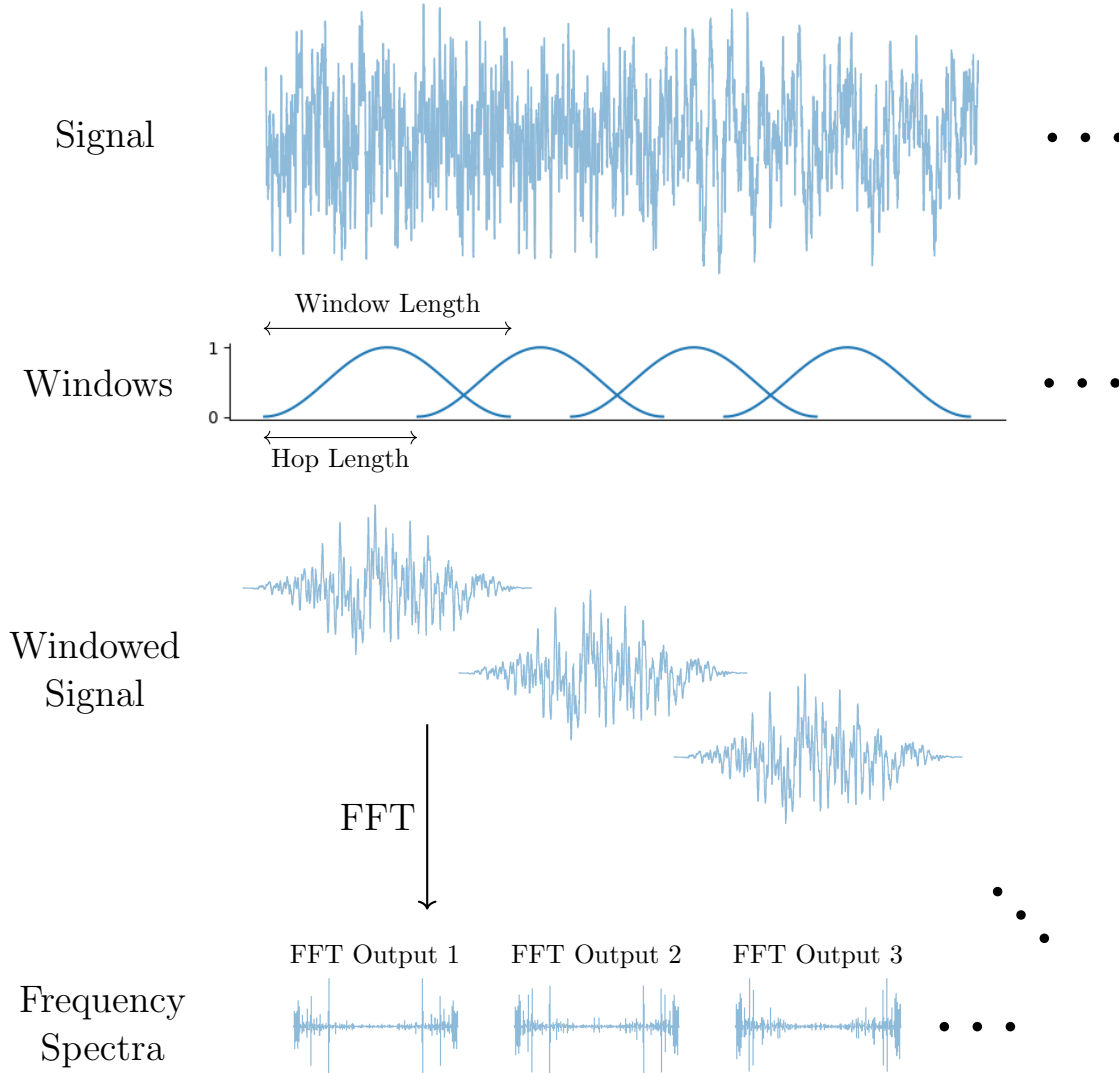 Signal
Window Length
1
Windows
0
Hop Length
Windowed
Signal
FFT
FFT Output 1 FFT Output 2 FFT Output 3
Frequency
Spectra